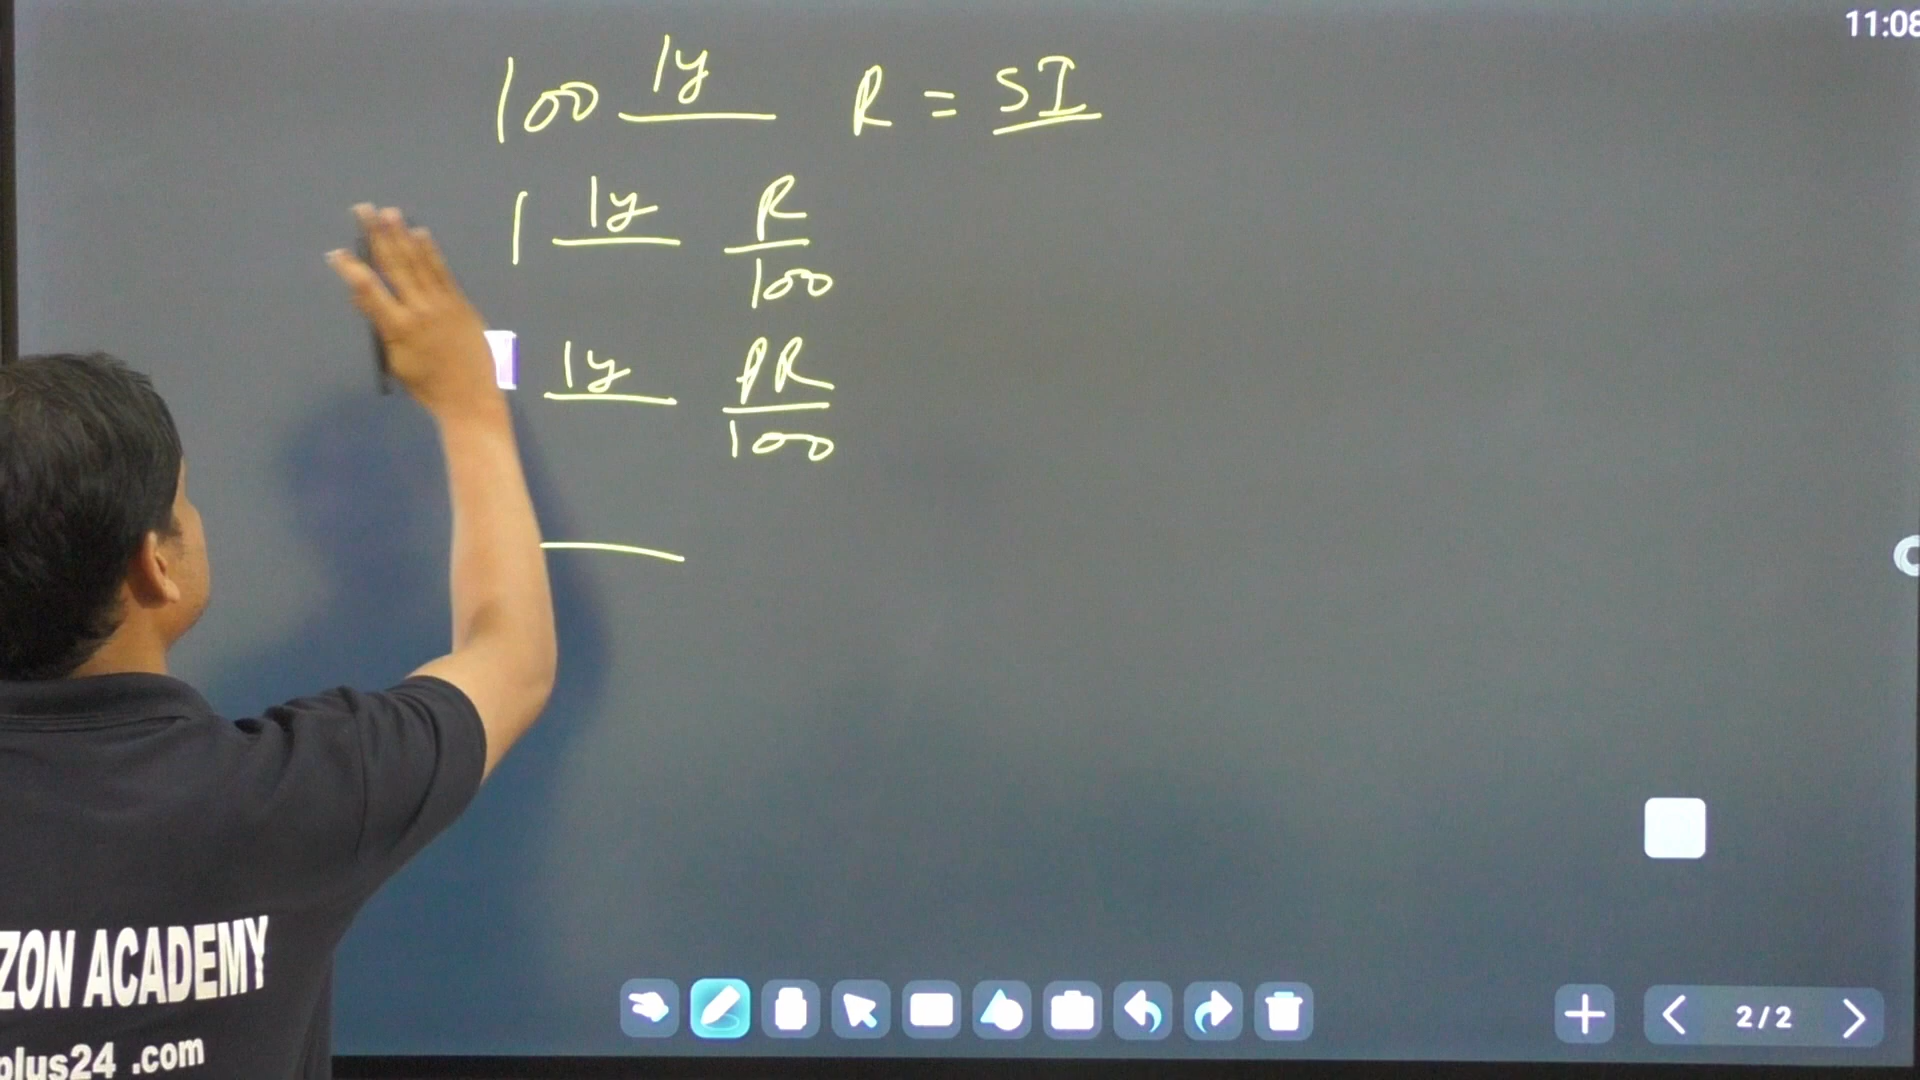 11:08
100 1y R = SI
1 1y R/100
1y PR/100
ZON ACADEMY
plus24 .com
2/2